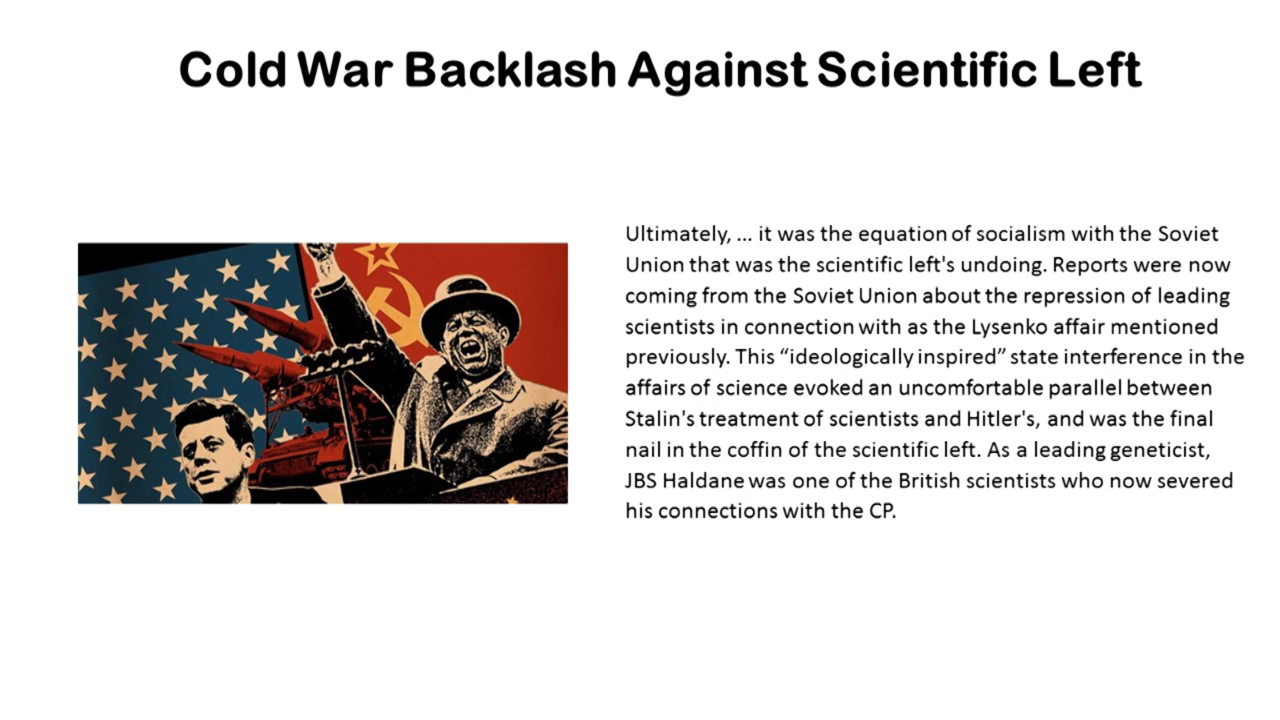 Cold War Backlash Against Scientific Left
Ultimately, ... it was the equation of socialism with the Soviet
Union that was the scientific left's undoing. Reports were now
coming from the Soviet Union about the repression of leading
scientists in connection with as the Lysenko affair mentioned
previously. This “ideologically inspired” state interference in the
affairs of science evoked an uncomfortable parallel between
Stalin's treatment of scientists and Hitler's, and was the final
nail in the coffin of the scientific left. As a leading geneticist,
JBS Haldane was one of the British scientists who now severed
his connections with the CP.